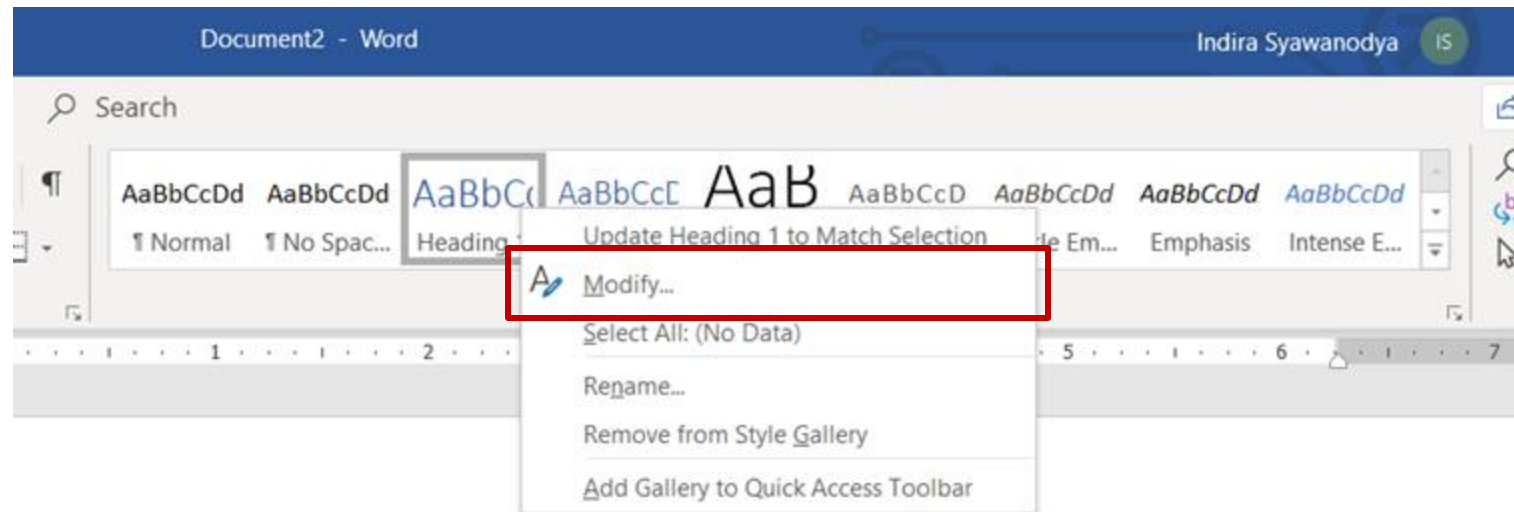 Document2 - Word
Indira Syawanodya IS
Search
¶ AaBbCcDd AaBbCcDd AaBbCc AaBbCcD AaB AaBbCcD AaBbCcDd AaBbCcDd AaBbCcDd
¶ Normal ¶ No Spac... Heading Em... Emphasis Intense E...
Update Heading 1 to Match Selection
Modify...
Select All: (No Data)
Rename...
Remove from Style Gallery
Add Gallery to Quick Access Toolbar
1 2 5 6 7